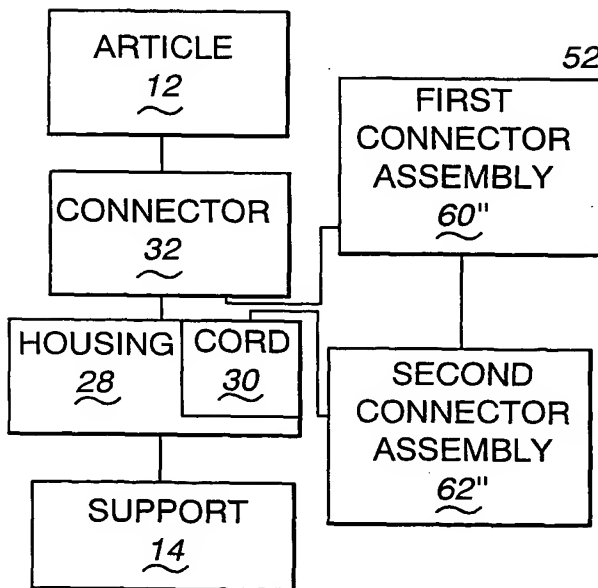 ARTICLE
12
CONNECTOR
32
HOUSING
28
CORD
30
SUPPORT
14
52
FIRST
CONNECTOR
ASSEMBLY
60"
SECOND
CONNECTOR
ASSEMBLY
62"